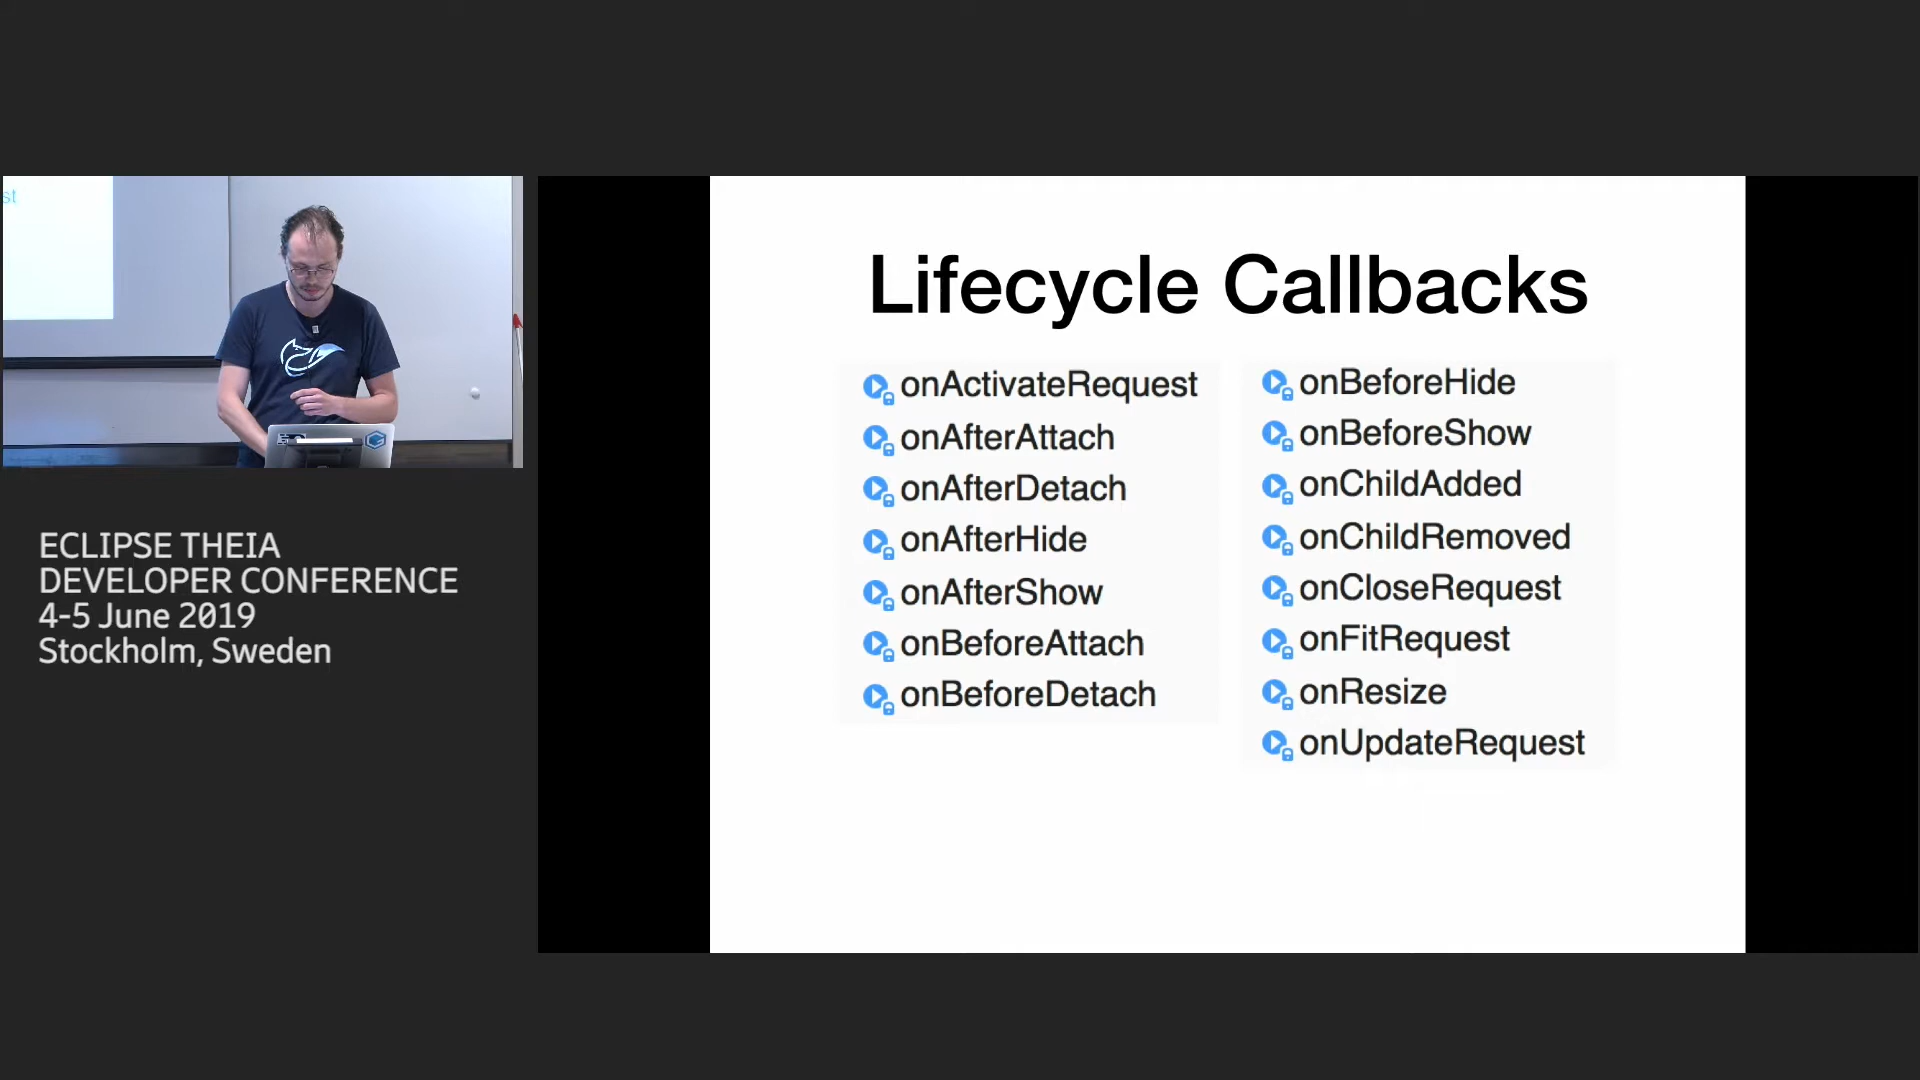 st
ECLIPSE THEIA
DEVELOPER CONFERENCE
4-5 June 2019
Stockholm, Sweden
Lifecycle Callbacks
onActivateRequest
onAfterAttach
onAfterDetach
onAfterHide
onAfterShow
onBeforeAttach
onBeforeDetach
onBeforeHide
onBeforeShow
onChildAdded
onChildRemoved
onCloseRequest
onFitRequest
onResize
onUpdateRequest